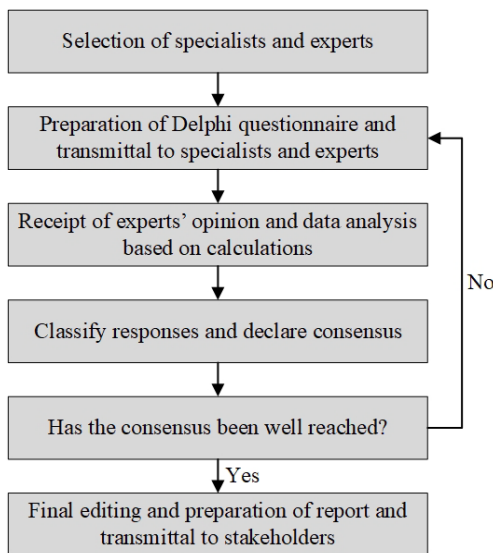 Selection of specialists and experts
Preparation of Delphi questionnaire and
transmittal to specialists and experts
Receipt of experts' opinion and data analysis
based on calculations
No
Classify responses and declare consensus
Has the consensus been well reached?
Yes
Final editing and preparation of report and
transmittal to stakeholders